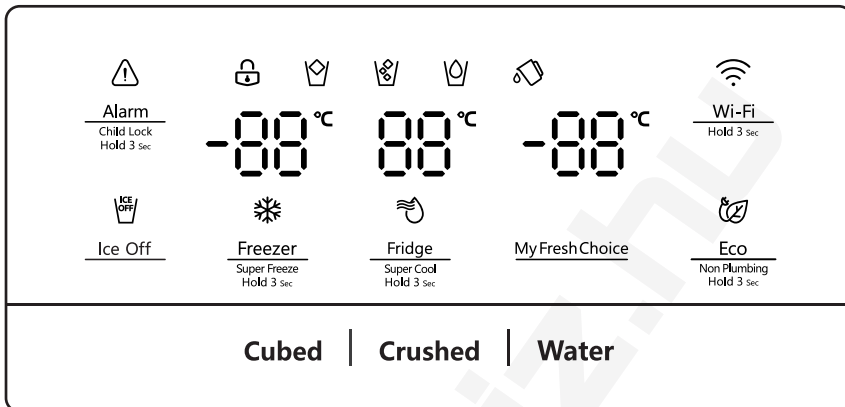 -88 °C
88 °C
-88 °C
Alarm
Child Lock
Hold 3 Sec
Wi-Fi
Hold 3 Sec
ICE
OFF
Ice Off
Freezer
Super Freeze
Hold 3 Sec
Fridge
Super Cool
Hold 3 Sec
My Fresh Choice
Eco
Non Plumbing
Hold 3 Sec
Cubed | Crushed | Water